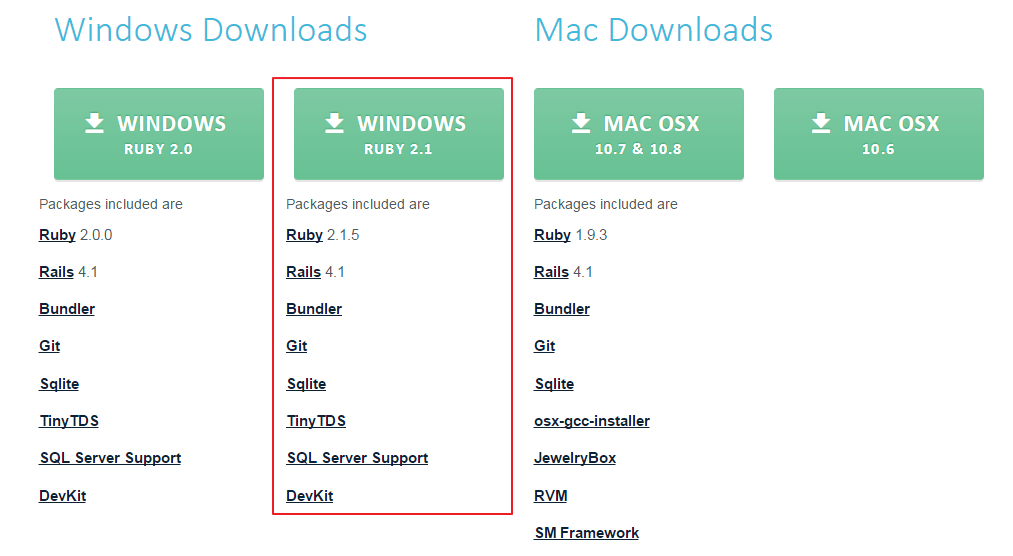 Windows Downloads
Mac Downloads
WINDOWS
RUBY 2.0
WINDOWS
RUBY 2.1
MAC OSX
10.7 & 10.8
MAC OSX
10.6
Packages included are
Ruby 2.0.0
Rails 4.1
Bundler
Git
Sqlite
TinyTDS
SQL Server Support
DevKit
Packages included are
Ruby 2.1.5
Rails 4.1
Bundler
Git
Sqlite
TinyTDS
SQL Server Support
DevKit
Packages included are
Ruby 1.9.3
Rails 4.1
Bundler
Git
Sqlite
osx-gcc-installer
JewelryBox
RVM
SM Framework